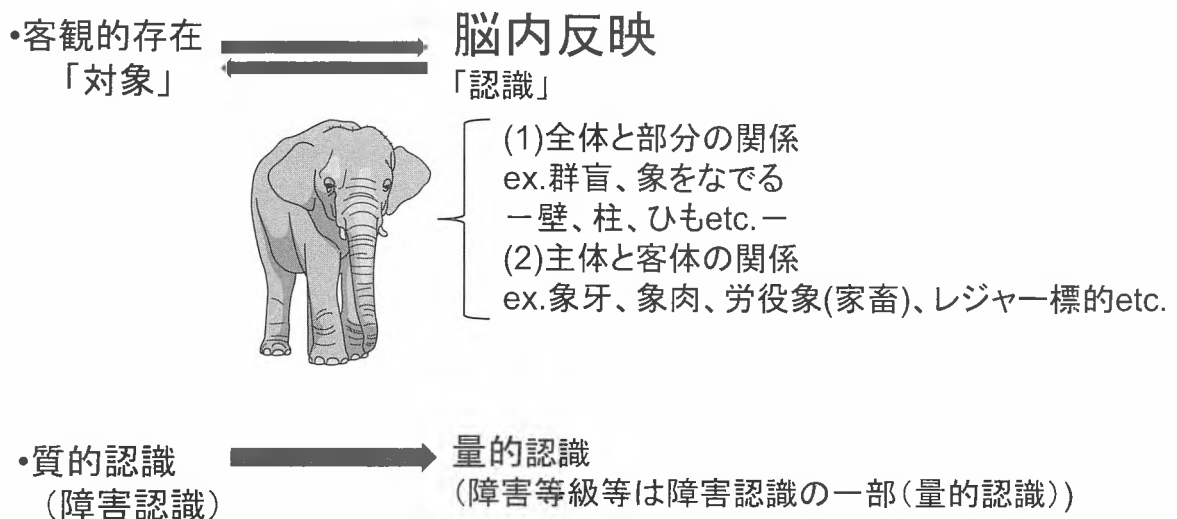 •客観的存在
「対象」
脳内反映
「認識」
(1)全体と部分の関係
ex.群盲、象をなでる
ー壁、柱、ひもetc.ー
(2)主体と客体の関係
ex.象牙、象肉、労役象(家畜)、レジャー標的etc.
•質的認識
(障害認識)
量的認識
(障害等級等は障害認識の一部(量的認識))